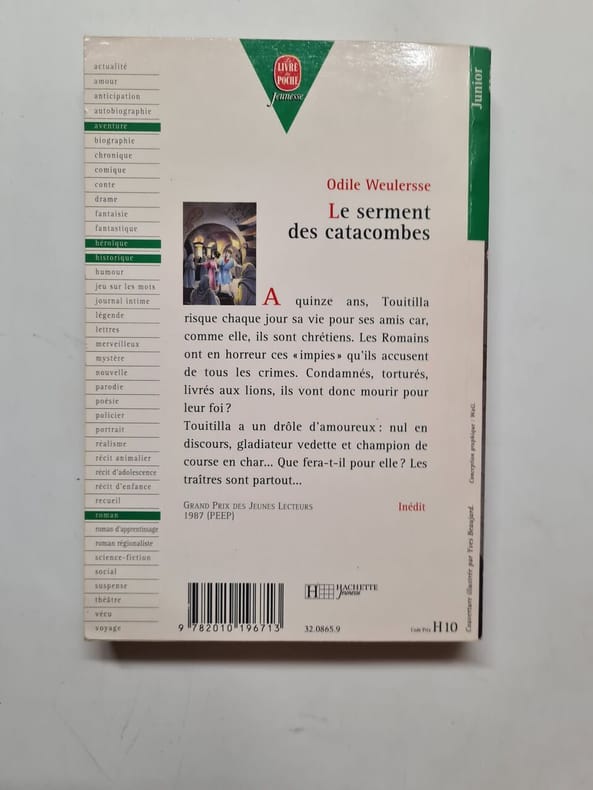 LE LIVRE
de
POCHE
Jeunesse
Junior
actualité
amour
anticipation
autobiographie
aventure
biographie
chronique
comique
conte
drame
fantaisie
fantastique
héroïque
historique
humour
jeu sur les mots
journal intime
légende
lettres
merveilleux
mystère
nouvelle
parodie
poésie
policier
portrait
réalisme
récit animalier
récit d'adolescence
récit d'enfance
recueil
roman
roman d'apprentissage
roman régionaliste
science-fiction
social
suspense
théâtre
vécu
voyage
Odile Weulersse
Le serment
des catacombes
A quinze ans, Touitilla
risque chaque jour sa vie pour ses amis car,
comme elle, ils sont chrétiens. Les Romains
ont en horreur ces «impies» qu'ils accusent
de tous les crimes. Condamnés, torturés,
livrés aux lions, ils vont donc mourir pour
leur foi?
Touitilla a un drôle d'amoureux: nul en
discours, gladiateur vedette et champion de
course en char... Que fera-t-il pour elle? Les
traîtres sont partout...
GRAND PRIX DES JEUNES LECTEURS
1987 (PEEP)
Inédit
Conception graphique: WaG.
Couverture illustrée par Yves Beaujard.
H HACHETTE
Jeunesse
9 782010 196713
32.0865.9
Code Prix H10